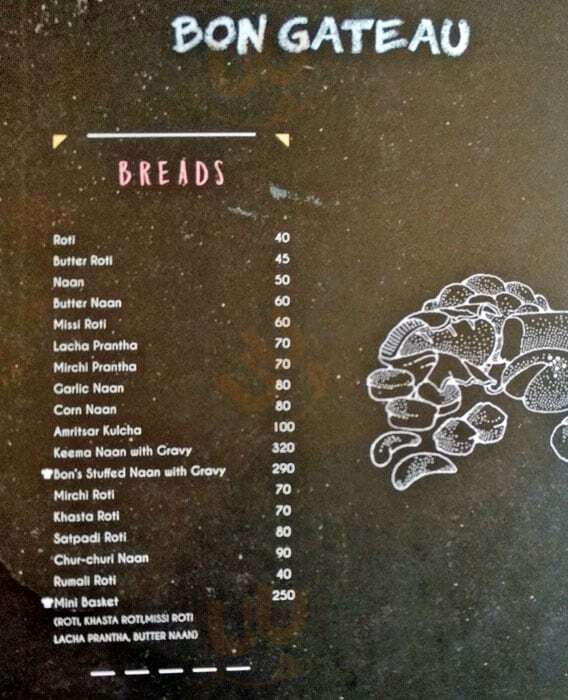 BON GATEAU
BREADS
Roti 40
Butter Roti 45
Naan 50
Butter Naan 60
Missi Roti 60
Lacha Prantha 70
Mirchi Prantha 70
Garlic Naan 80
Corn Naan 80
Amritsar Kulcha 100
Keema Naan with Gravy 320
Bon's Stuffed Naan with Gravy 290
Mirchi Roti 70
Khasta Roti 70
Satpadi Roti 80
Chur-churi Naan 90
Rumali Roti 40
Mini Basket 250
(ROTI, KHASTA ROTI,MISSI ROTI
LACHA PRANTHA, BUTTER NAAN)